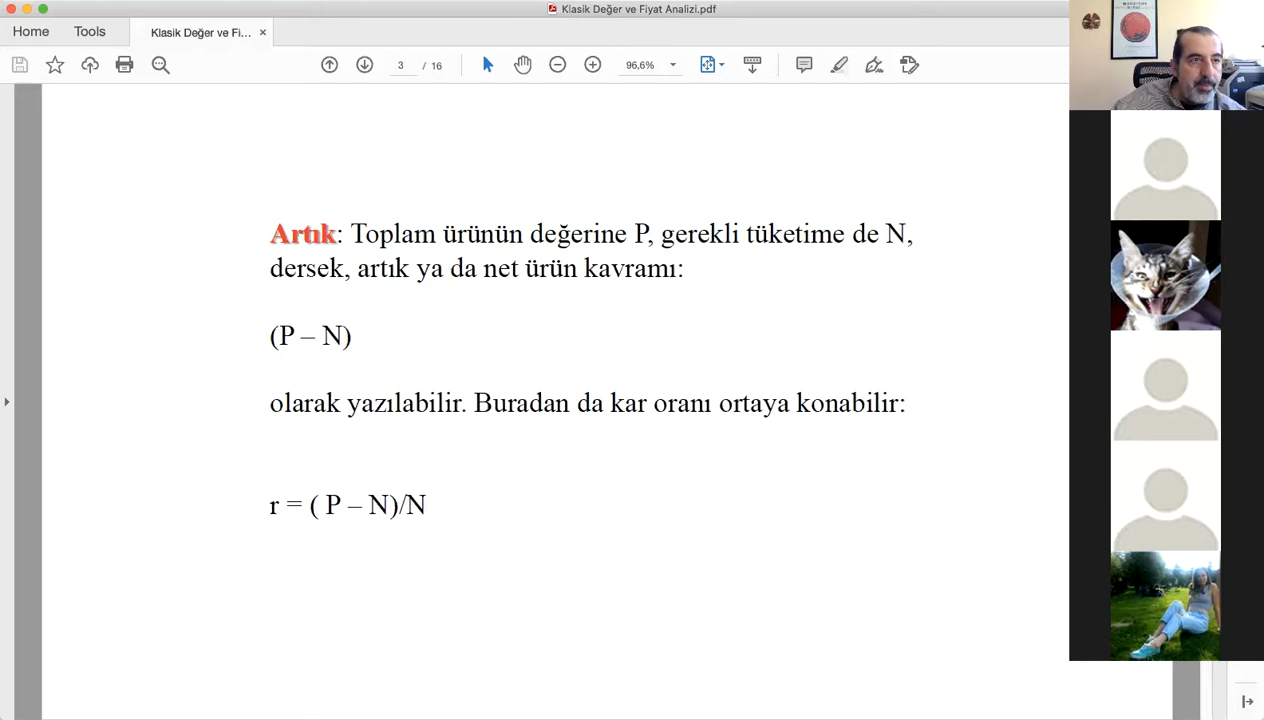 Klasik Değer ve Fiyat Analizi.pdf
Home
Tools
Klasik Değer ve Fi...
3 / 16
96,6%
Artık: Toplam ürünün değerine P, gerekli tüketime de N,
dersek, artık ya da net ürün kavramı:
(P – N)
olarak yazılabilir. Buradan da kar oranı ortaya konabilir:
r = ( P – N)/N